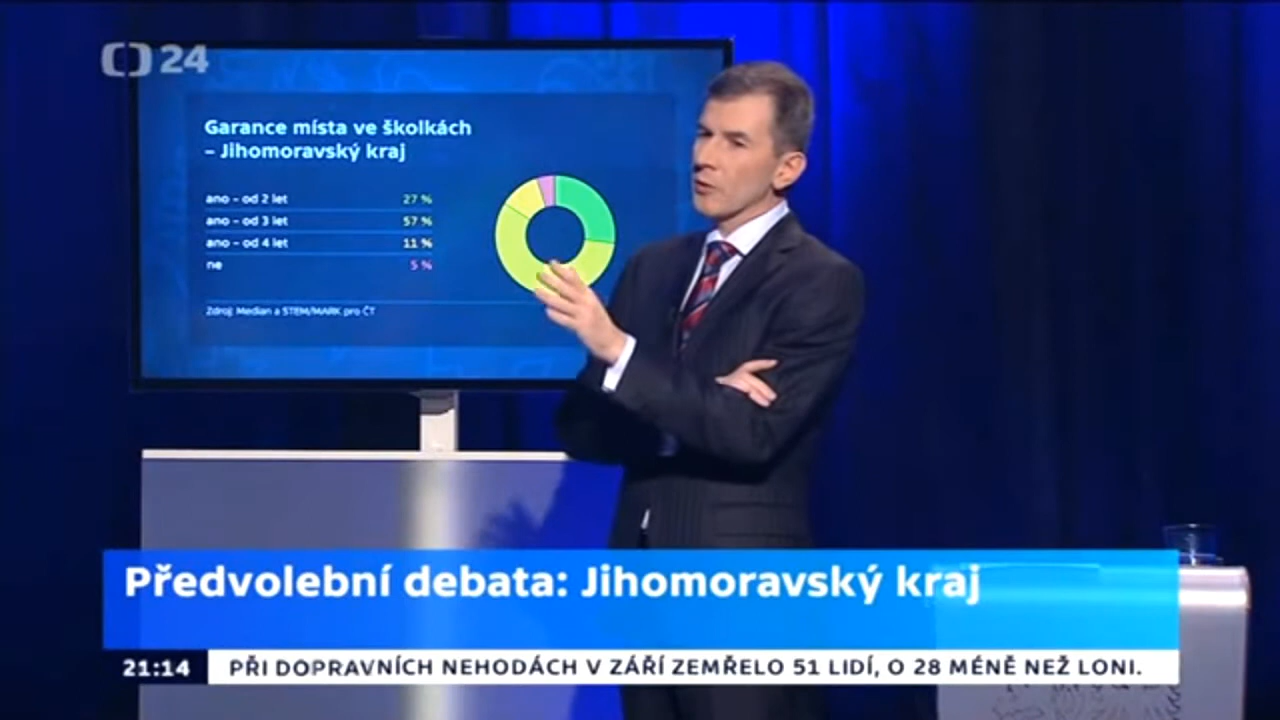 ČT 24
Garance místa ve školkách
– Jihomoravský kraj
ano – od 2 let 27 %
ano – od 3 let 57 %
ano – od 4 let 11 %
ne 5 %
Zdroj: Median a STEM/MARK pro ČT
Předvolební debata: Jihomoravský kraj
21:14 PŘI DOPRAVNÍCH NEHODÁCH V ZÁŘÍ ZEMŘELO 51 LIDÍ, O 28 MÉNĚ NEŽ LONI.